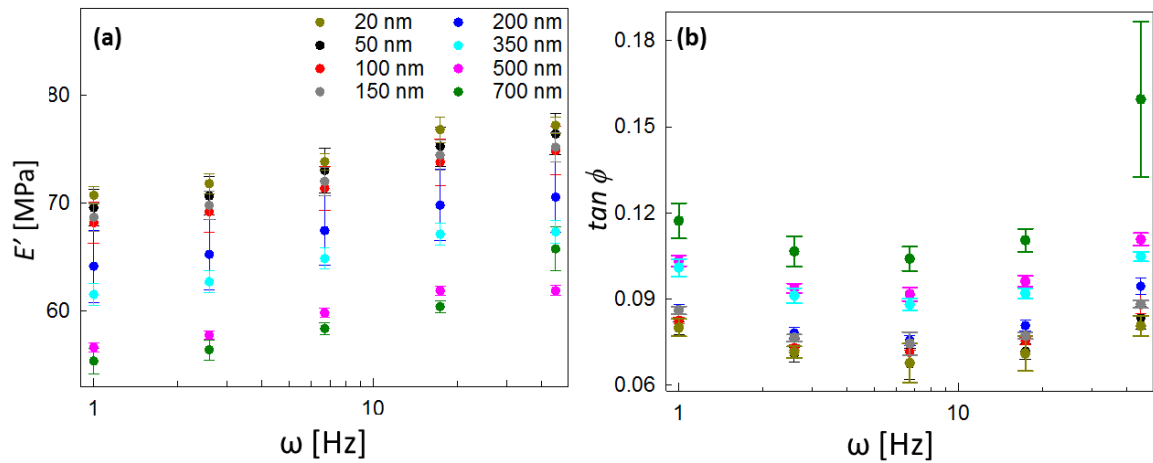 (a)
20 nm 200 nm
50 nm 350 nm
100 nm 500 nm
150 nm 700 nm
80
70
60
E′ [MPa]
1 10
ω [Hz]
(b)
0.18
0.15
0.12
0.09
0.06
tan ϕ
1 10
ω [Hz]